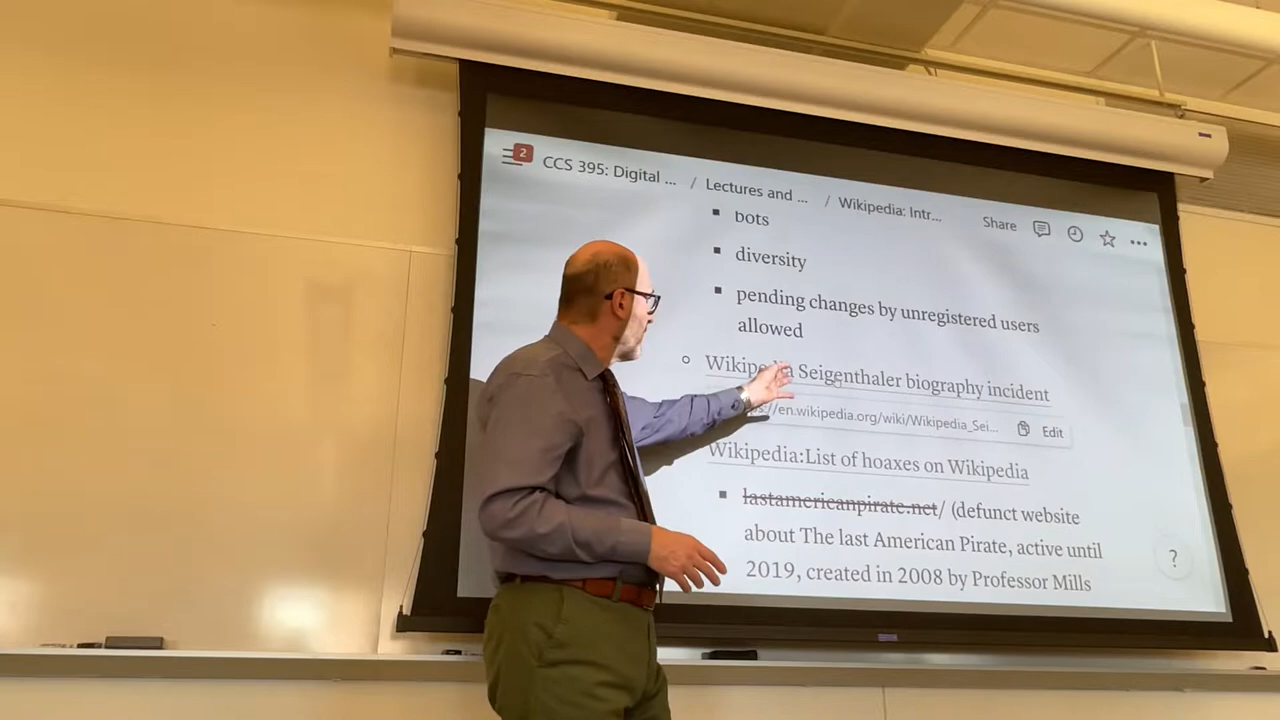 2
CCS 395: Digital ... / Lectures and ... / Wikipedia: Intr...
Share
bots
diversity
pending changes by unregistered users
allowed
Wikipedia Seigenthaler biography incident
//en.wikipedia.org/wiki/Wikipedia_Sei...
Edit
Wikipedia:List of hoaxes on Wikipedia
lastamericanpirate.net/ (defunct website
about The last American Pirate, active until
2019, created in 2008 by Professor Mills
?